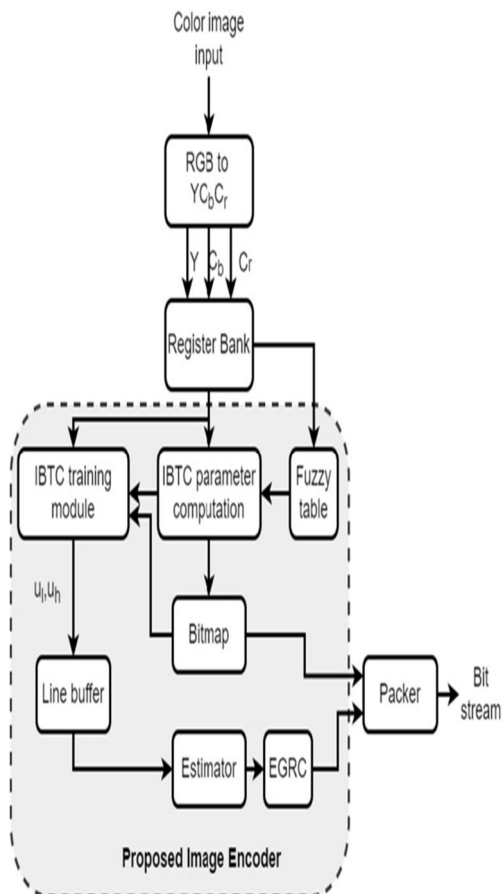 Color image
input
RGB to
YCbCr
Y Cb Cr
Register Bank
IBTC training
module
IBTC parameter
computation
Fuzzy
table
ul,uh
Bitmap
Line buffer
Packer
Bit
stream
Estimator
EGRC
Proposed Image Encoder